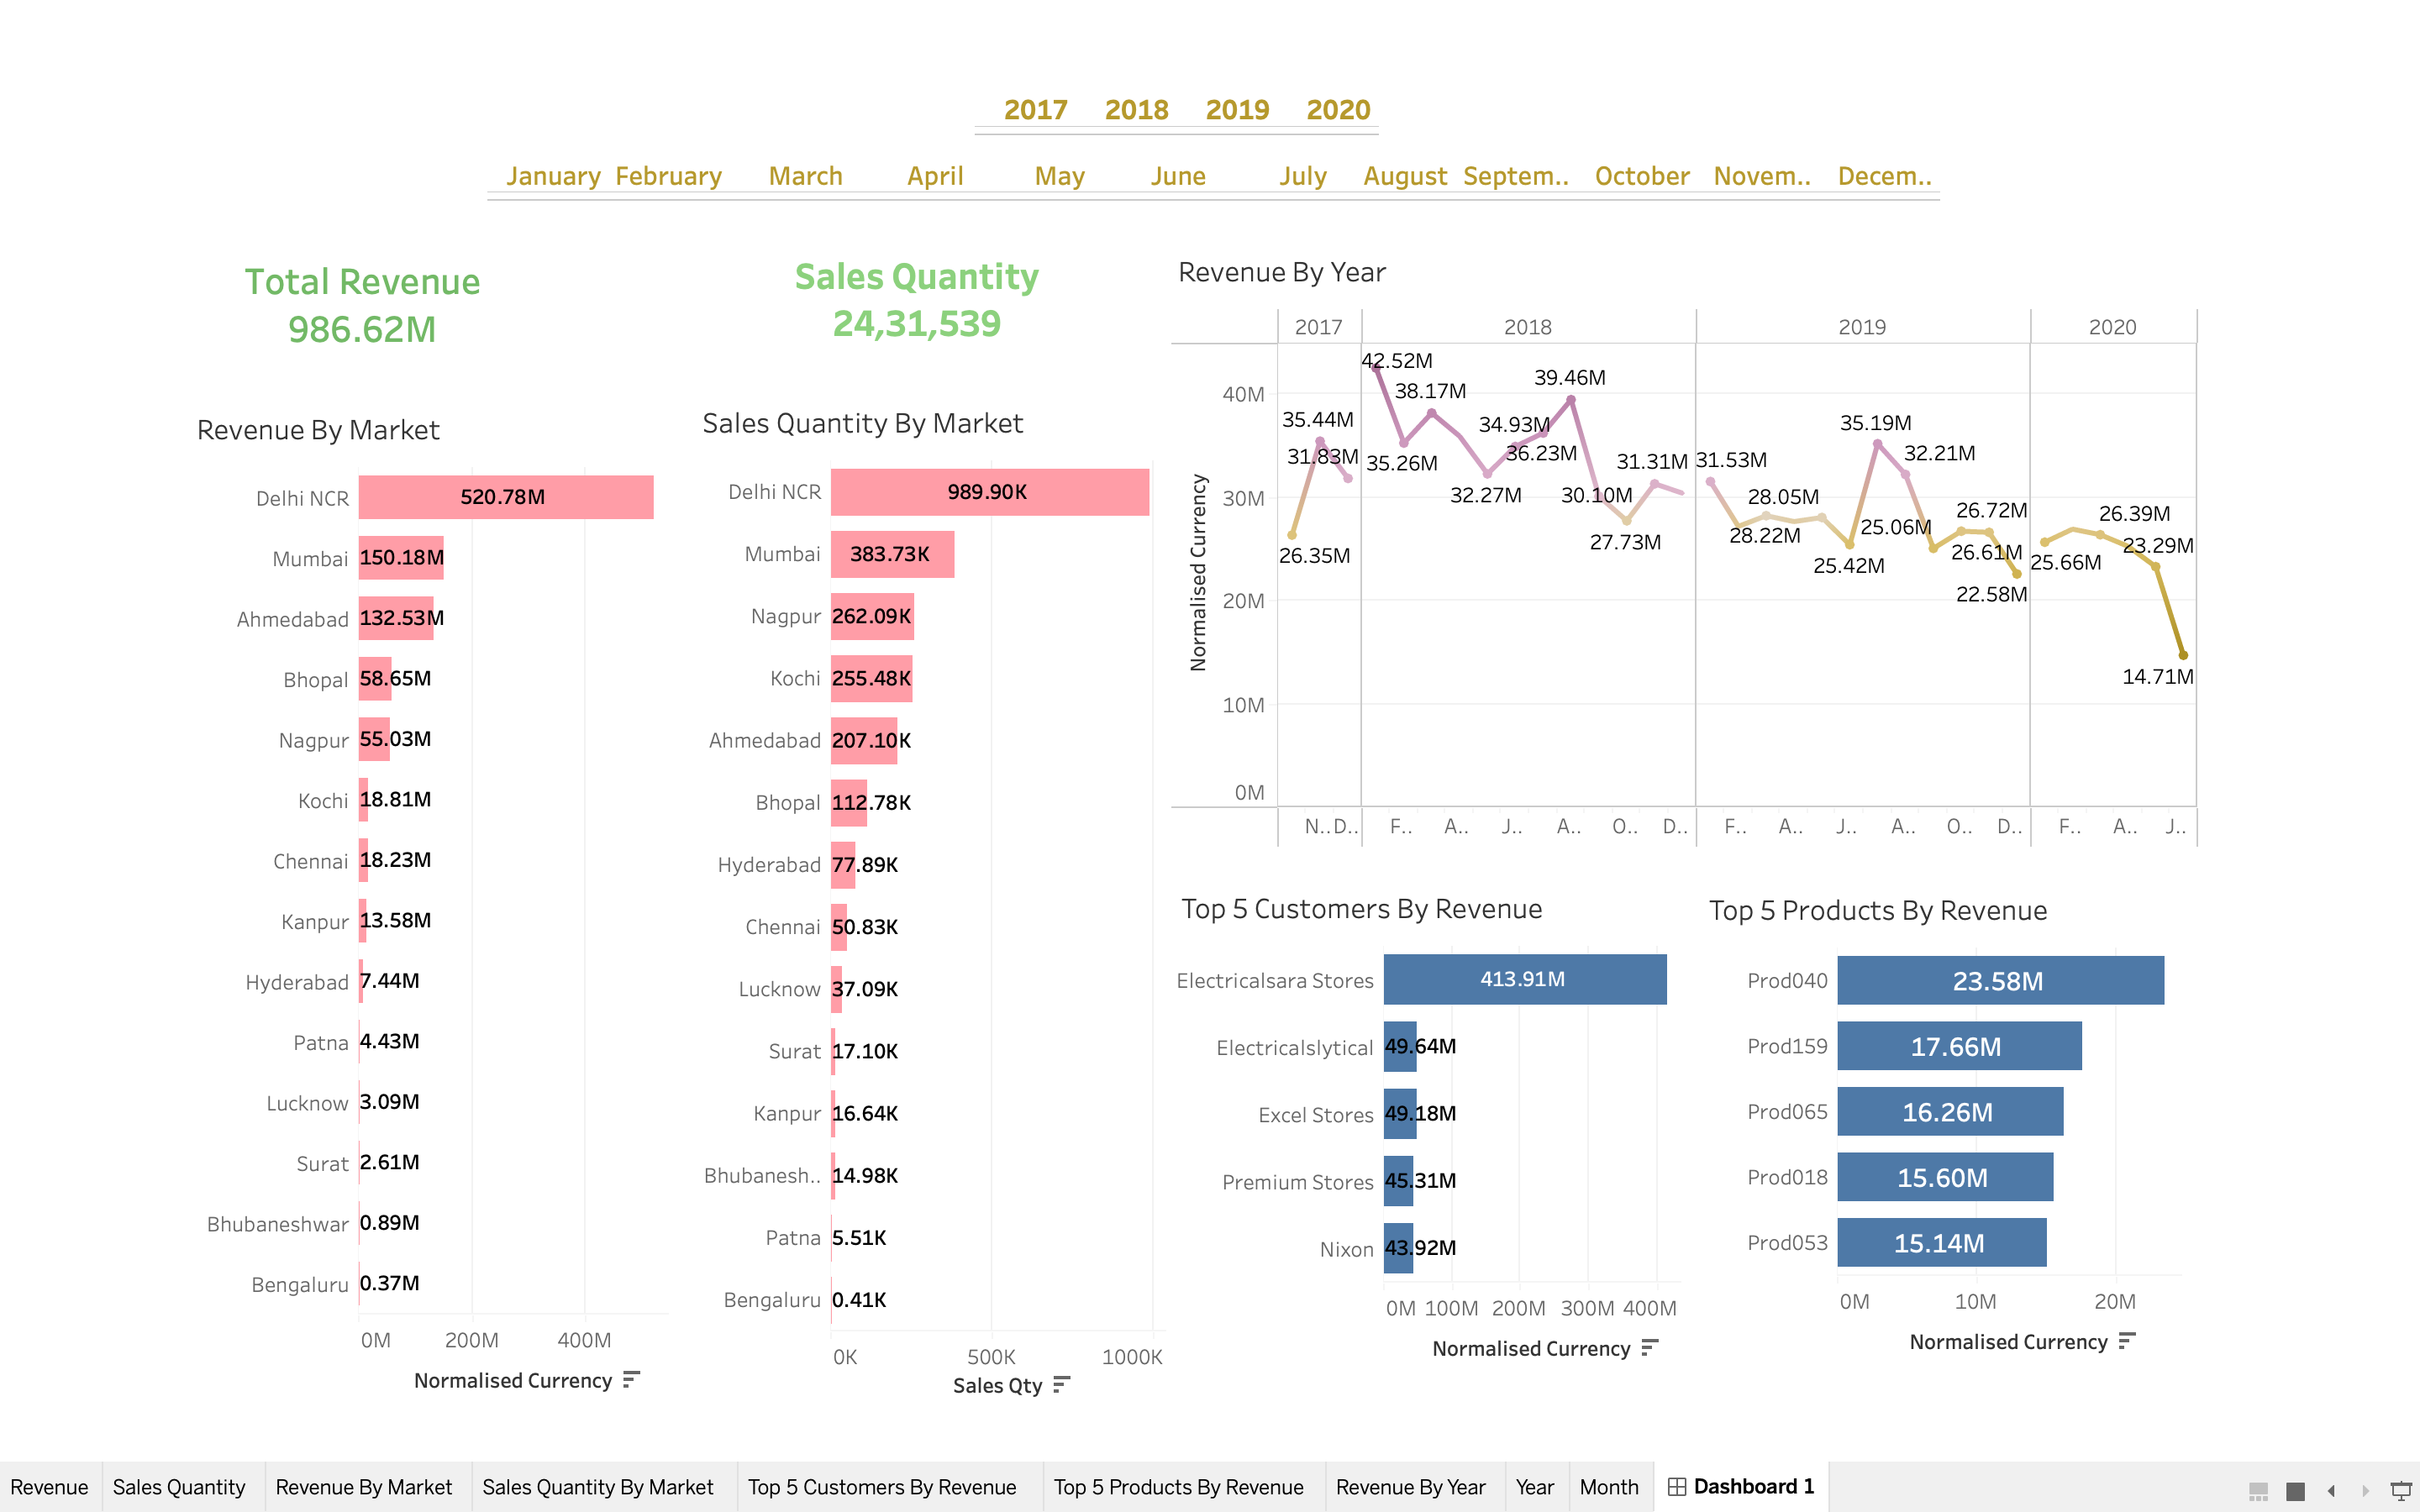 2017 2018 2019 2020
January February March April May June July August Septem.. October Novem.. Decem..
Total Revenue
986.62M
Sales Quantity
24,31,539
Revenue By Market
Delhi NCR 520.78M
Mumbai 150.18M
Ahmedabad 132.53M
Bhopal 58.65M
Nagpur 55.03M
Kochi 18.81M
Chennai 18.23M
Kanpur 13.58M
Hyderabad 7.44M
Patna 4.43M
Lucknow 3.09M
Surat 2.61M
Bhubaneshwar 0.89M
Bengaluru 0.37M
0M 200M 400M
Normalised Currency
Sales Quantity By Market
Delhi NCR 989.90K
Mumbai 383.73K
Nagpur 262.09K
Kochi 255.48K
Ahmedabad 207.10K
Bhopal 112.78K
Hyderabad 77.89K
Chennai 50.83K
Lucknow 37.09K
Surat 17.10K
Kanpur 16.64K
Bhubanesh.. 14.98K
Patna 5.51K
Bengaluru 0.41K
0K 500K 1000K
Sales Qty
Revenue By Year
2017 2018 2019 2020
Normalised Currency
40M
30M
20M
10M
0M
26.35M
35.44M
31.83M
42.52M
35.26M
38.17M
32.27M
34.93M
36.23M
39.46M
30.10M
27.73M
31.31M
31.53M
28.22M
28.05M
25.42M
35.19M
32.21M
25.06M
26.72M
26.61M
22.58M
25.66M
26.39M
23.29M
14.71M
N.. D.. F.. A.. J.. A.. O.. D.. F.. A.. J.. A.. O.. D.. F.. A.. J..
Top 5 Customers By Revenue
Electricalsara Stores 413.91M
Electricalslytical 49.64M
Excel Stores 49.18M
Premium Stores 45.31M
Nixon 43.92M
0M 100M 200M 300M 400M
Normalised Currency
Top 5 Products By Revenue
Prod040 23.58M
Prod159 17.66M
Prod065 16.26M
Prod018 15.60M
Prod053 15.14M
0M 10M 20M
Normalised Currency
Revenue Sales Quantity Revenue By Market Sales Quantity By Market Top 5 Customers By Revenue Top 5 Products By Revenue Revenue By Year Year Month Dashboard 1